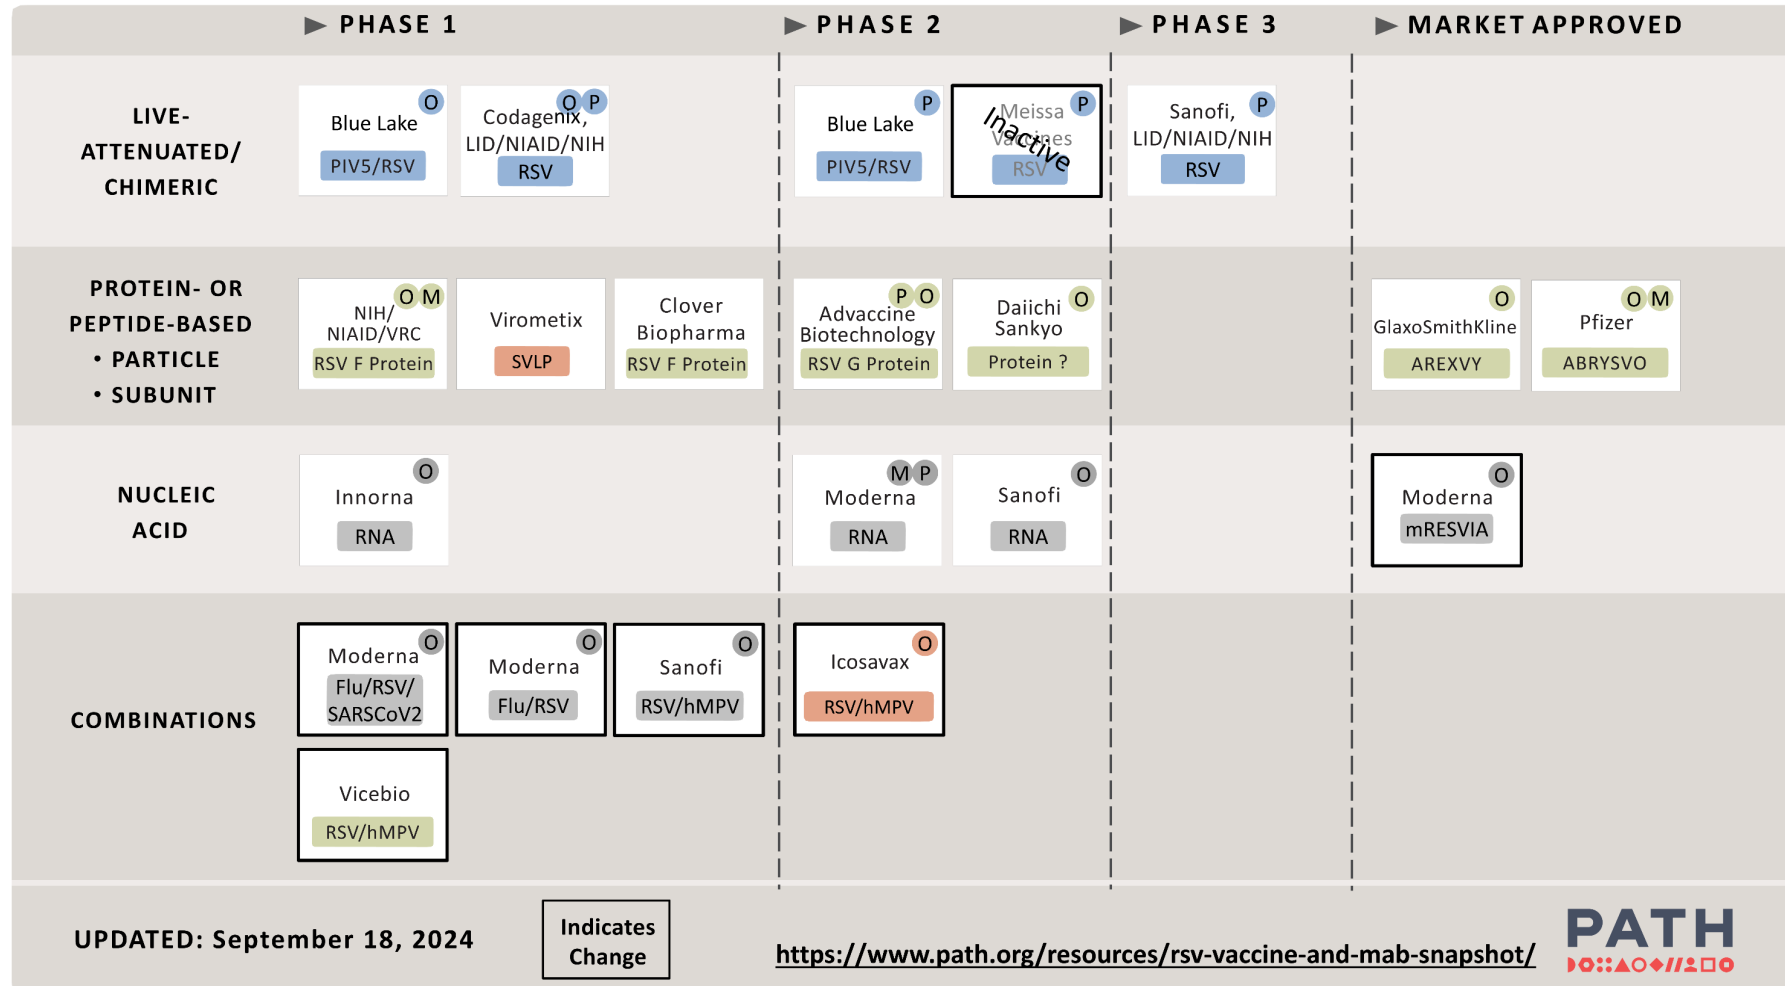 ▶ PHASE 1 ▶ PHASE 2 ▶ PHASE 3 ▶ MARKET APPROVED
LIVE-
ATTENUATED/
CHIMERIC
O
Blue Lake
PIV5/RSV
O P
Codagenix,
LID/NIAID/NIH
RSV
P
Blue Lake
PIV5/RSV
P
Meissa
Vaccines
RSV
Inactive
P
Sanofi,
LID/NIAID/NIH
RSV
PROTEIN- OR
PEPTIDE-BASED
• PARTICLE
• SUBUNIT
O M
NIH/
NIAID/VRC
RSV F Protein
Virometix
SVLP
Clover
Biopharma
RSV F Protein
P O
Advaccine
Biotechnology
RSV G Protein
O
Daiichi
Sankyo
Protein ?
O
GlaxoSmithKline
AREXVY
O M
Pfizer
ABRYSVO
NUCLEIC
ACID
O
Innorna
RNA
M P
Moderna
RNA
O
Sanofi
RNA
O
Moderna
mRESVIA
COMBINATIONS
O
Moderna
Flu/RSV/
SARSCoV2
O
Moderna
Flu/RSV
O
Sanofi
RSV/hMPV
O
Icosavax
RSV/hMPV
Vicebio
RSV/hMPV
UPDATED: September 18, 2024
Indicates
Change
https://www.path.org/resources/rsv-vaccine-and-mab-snapshot/
PATH